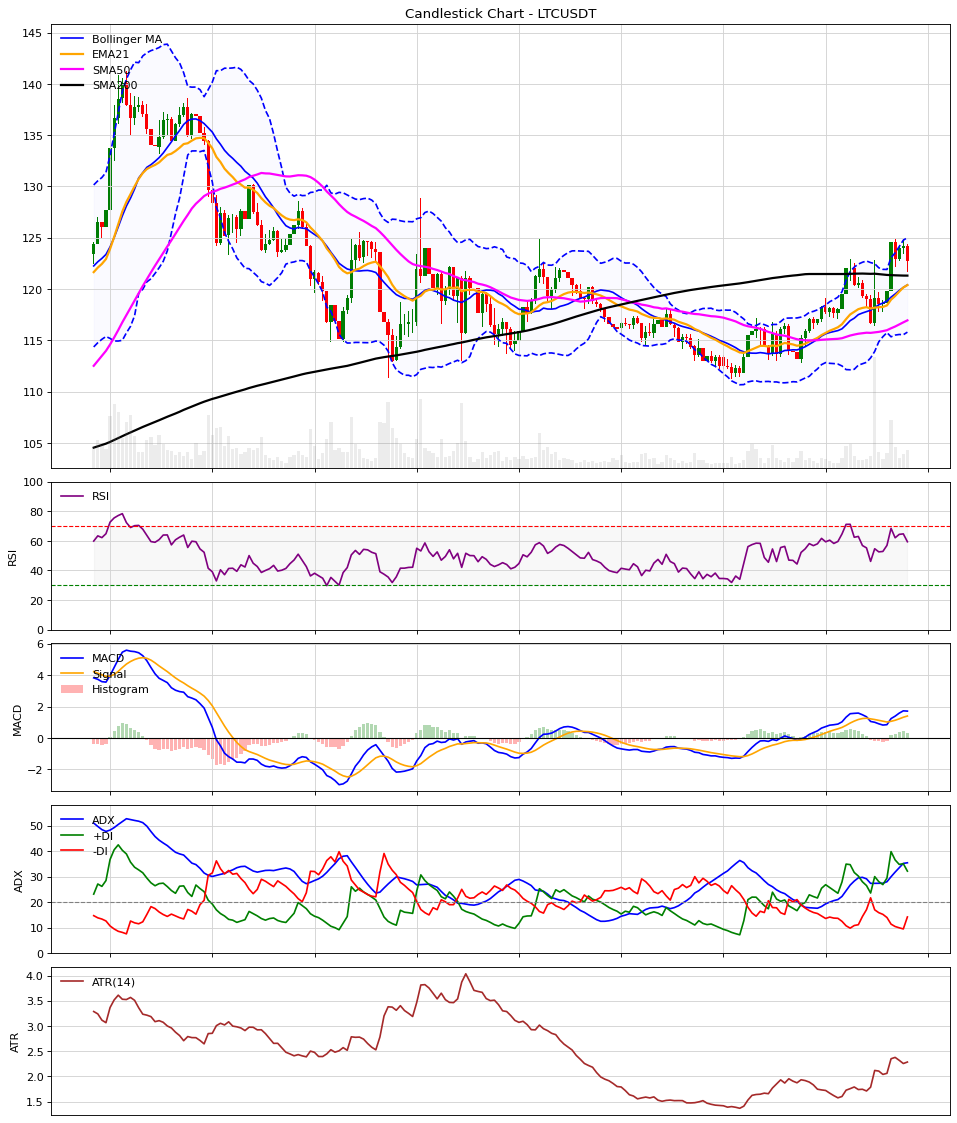 Candlestick Chart - LTCUSDT
145
140
135
130
125
120
115
110
105
Bollinger MA
EMA21
SMA50
SMA200
100
80
60
40
20
0
RSI
RSI
6
4
2
0
−2
MACD
MACD
Signal
Histogram
50
40
30
20
10
0
ADX
ADX
+DI
-DI
4.0
3.5
3.0
2.5
2.0
1.5
ATR
ATR(14)